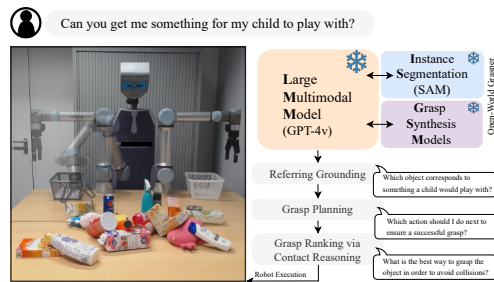 Can you get me something for my child to play with?
Large
Multimodal
Model
(GPT-4v)
Instance
Segmentation
(SAM)
Grasp
Synthesis
Models
Open-World Grasper
Referring Grounding
Which object corresponds to
something a child would play with?
Grasp Planning
Which action should I do next to
ensure a successful grasp?
Grasp Ranking via
Contact Reasoning
What is the best way to grasp the
object in order to avoid collisions?
Robot Execution